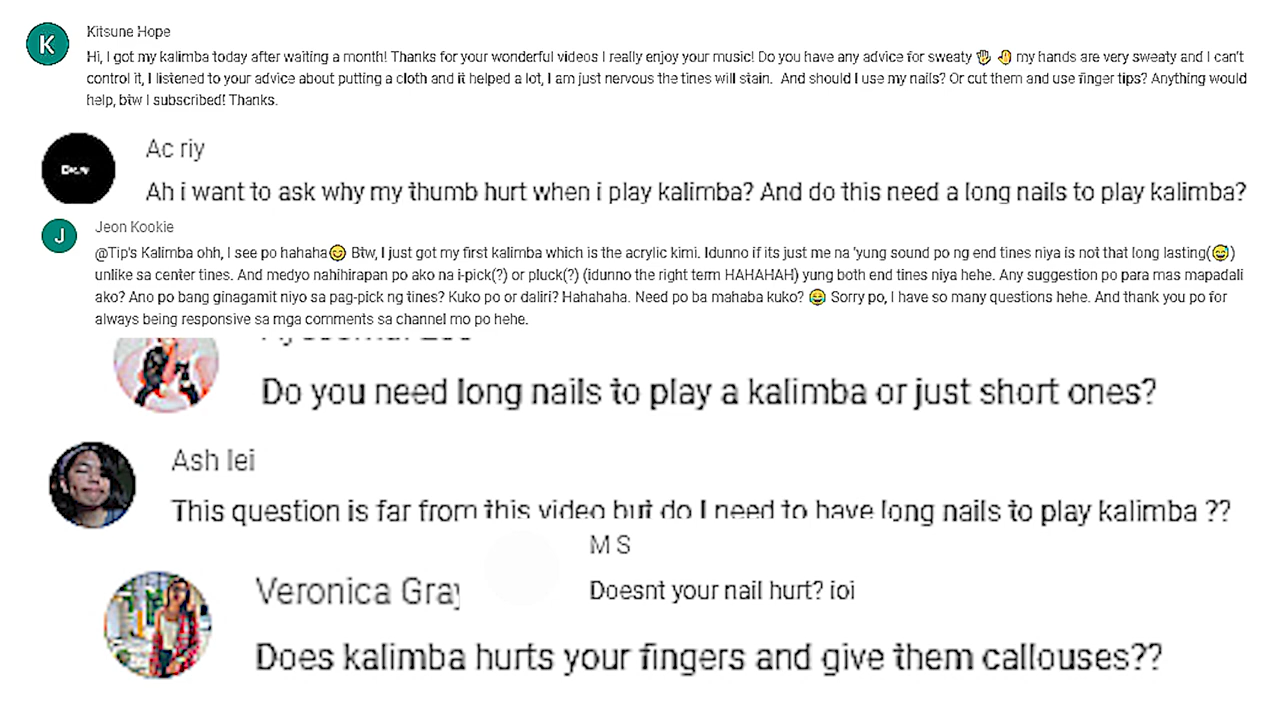 Kitsune Hope
Hi, I got my kalimba today after waiting a month! Thanks for your wonderful videos I really enjoy your music! Do you have any advice for sweaty 👋 🤚 my hands are very sweaty and I can't
control it, I listened to your advice about putting a cloth and it helped a lot, I am just nervous the tines will stain. And should I use my nails? Or cut them and use finger tips? Anything would
help, btw I subscribed! Thanks.
Ac riy
Ah i want to ask why my thumb hurt when i play kalimba? And do this need a long nails to play kalimba?
Jeon Kookie
@Tip's Kalimba ohh, I see po hahaha😊 Btw, I just got my first kalimba which is the acrylic kimi. Idunno if its just me na 'yung sound po ng end tines niya is not that long lasting(😅)
unlike sa center tines. And medyo nahihirapan po ako na i-pick(?) or pluck(?) (idunno the right term HAHAHAH) yung both end tines niya hehe. Any suggestion po para mas mapadali
ako? Ano po bang ginagamit niyo sa pag-pick ng tines? Kuko po or daliri? Hahahaha. Need po ba mahaba kuko? 😂 Sorry po, I have so many questions hehe. And thank you po for
always being responsive sa mga comments sa channel mo po hehe.
Do you need long nails to play a kalimba or just short ones?
Ash lei
This question is far from this video but do I need to have long nails to play kalimba ??
M S
Doesnt your nail hurt? ioi
Veronica Gray
Does kalimba hurts your fingers and give them callouses??